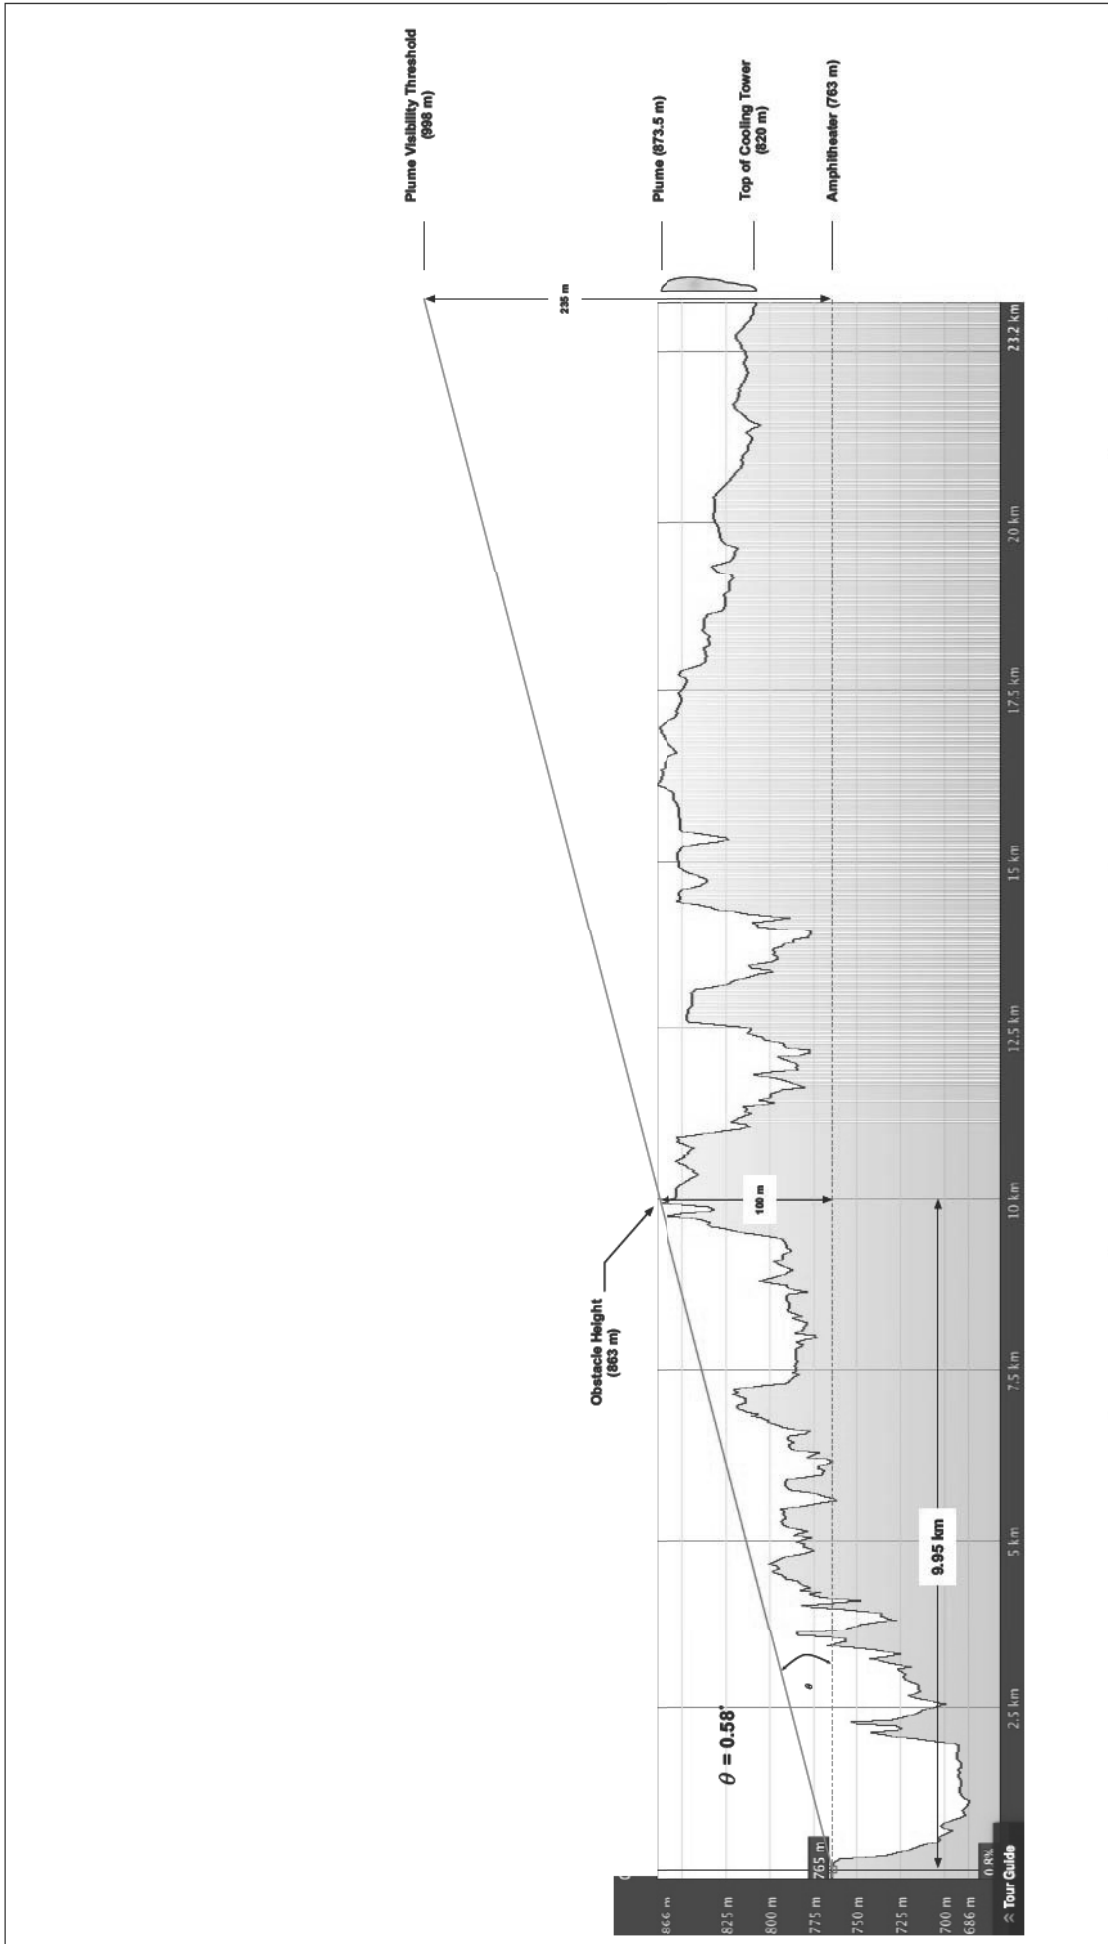 Plume Visibility Threshold
(998 m)
Plume (873.5 m)
Top of Cooling Tower
(820 m)
Amphitheater (763 m)
235 m
Obstacle Height
(863 m)
100 m
9.95 km
θ
θ = 0.58°
765 m
0.8%
866 m
825 m
800 m
775 m
750 m
725 m
700 m
686 m
2.5 km
5 km
7.5 km
10 km
12.5 km
15 km
17.5 km
20 km
23.2 km
Tour Guide